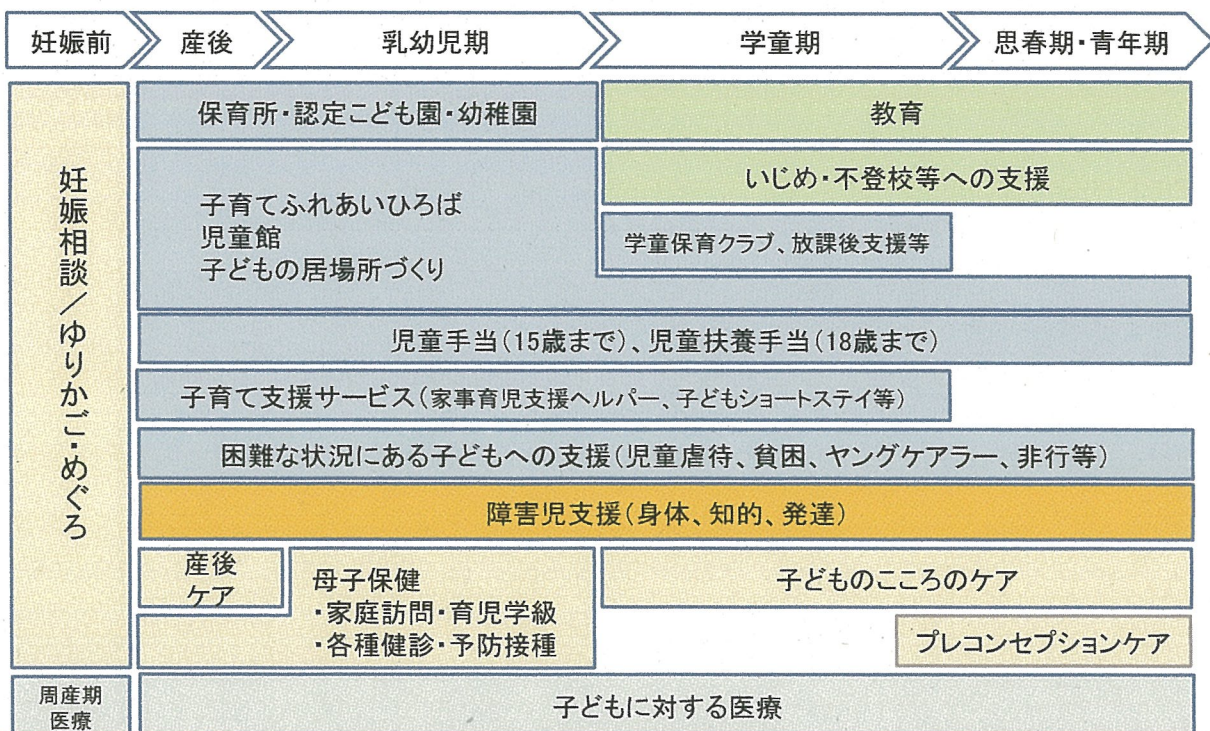 妊娠前
産後
乳幼児期
学童期
思春期・青年期
妊娠相談／ゆりかご・めぐろ
保育所・認定こども園・幼稚園
教育
子育てふれあいひろば
児童館
子どもの居場所づくり
いじめ・不登校等への支援
学童保育クラブ、放課後支援等
児童手当(15歳まで)、児童扶養手当(18歳まで)
子育て支援サービス(家事育児支援ヘルパー、子どもショートステイ等)
困難な状況にある子どもへの支援(児童虐待、貧困、ヤングケアラー、非行等)
障害児支援(身体、知的、発達)
産後
ケア
母子保健
・家庭訪問・育児学級
・各種健診・予防接種
子どものこころのケア
プレコンセプションケア
周産期
医療
子どもに対する医療